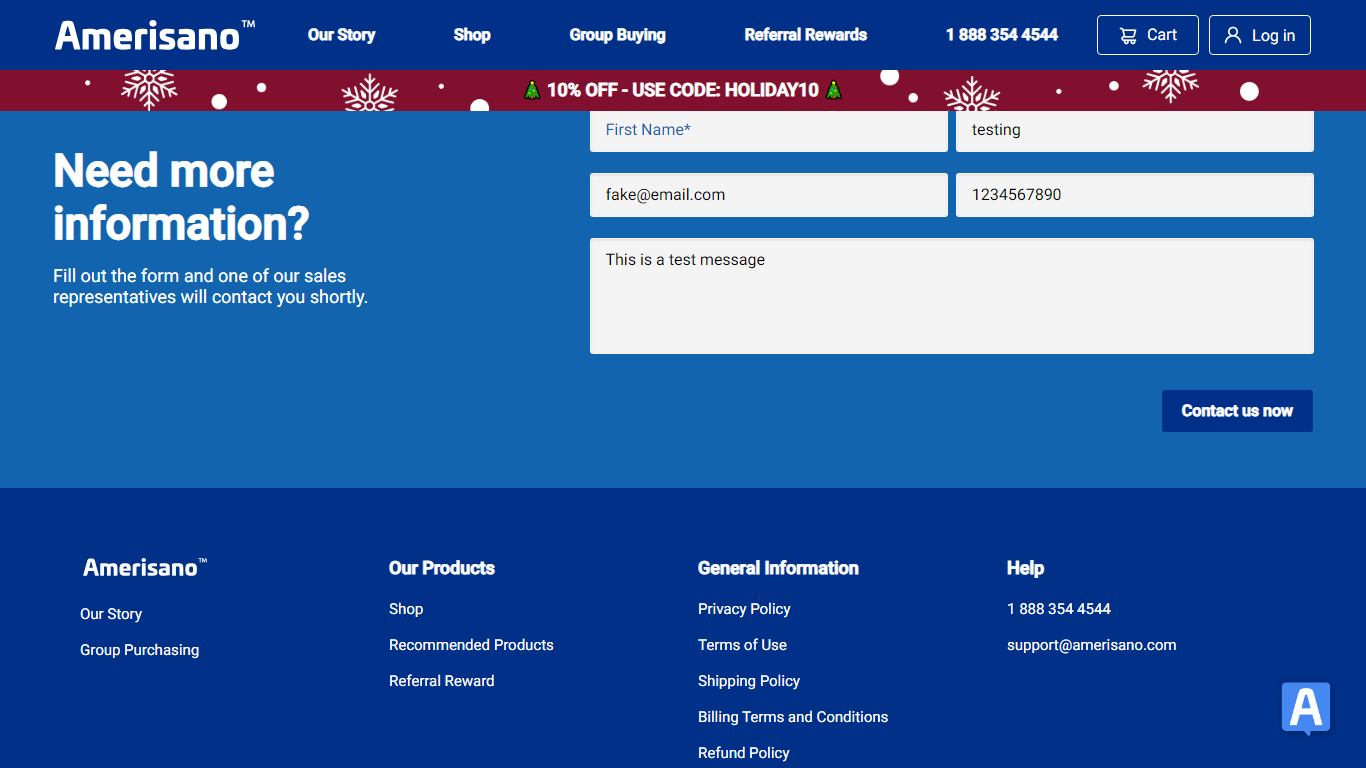 Amerisano™
Our Story
Shop
Group Buying
Referral Rewards
1 888 354 4544
Cart
Log in
🎄 10% OFF - USE CODE: HOLIDAY10 🎄
Need more
information?
Fill out the form and one of our sales
representatives will contact you shortly.
First Name*
testing
fake@email.com
1234567890
This is a test message
Contact us now
Amerisano™
Our Story
Group Purchasing
Our Products
Shop
Recommended Products
Referral Reward
General Information
Privacy Policy
Terms of Use
Shipping Policy
Billing Terms and Conditions
Refund Policy
Help
1 888 354 4544
support@amerisano.com
A